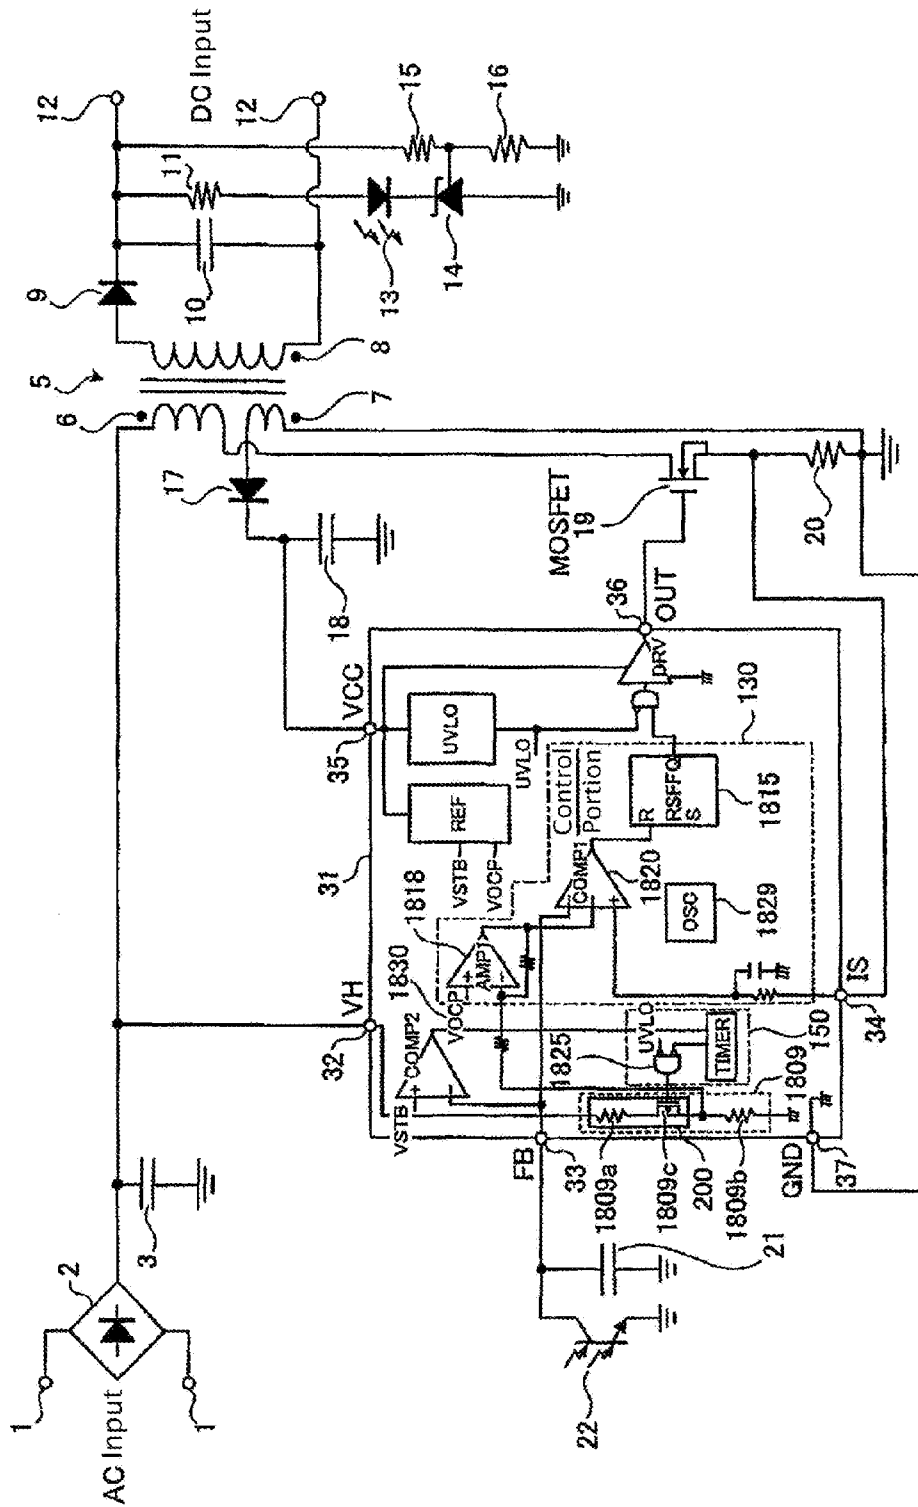 AC Input
1
1
2
3
5
6
7
8
9
10
11
12
12
DC Input
13
14
15
16
17
18
MOSFET
19
20
VH
32
31
35
VCC
UVLO
REF
VSTB
VOCP
UVLO
36
OUT
DRV
Control
Portion
130
1818
AMP1
+
-
VOCP
1830
COMP2
+
-
VSTB
COMP1
1820
R
RSFFQ
S
1815
OSC
1829
IS
34
UVLO
1825
TIMER
150
1809
FB
33
1809a
1809c
200
1809b
GND
37
21
22